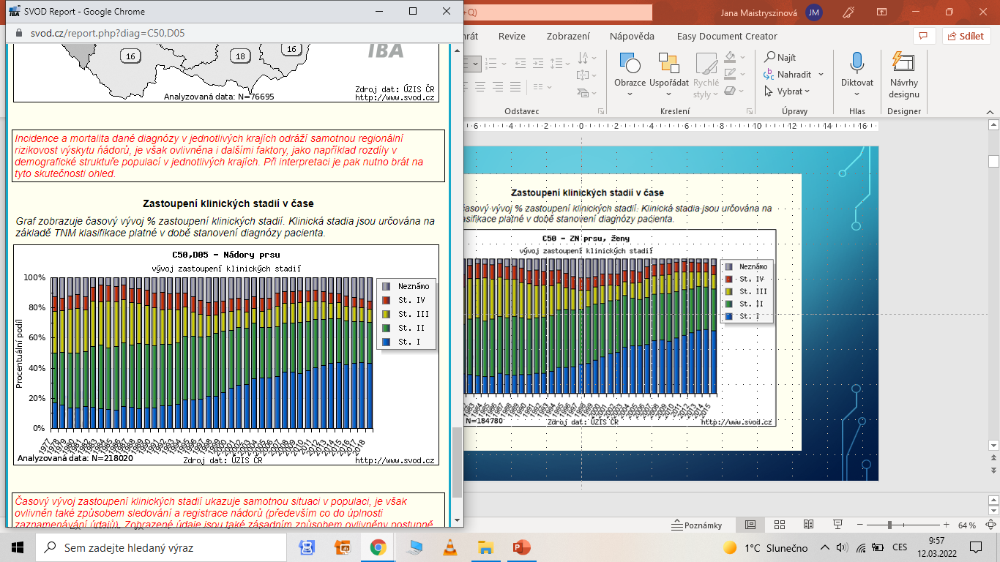 SVOD Report - Google Chrome
svod.cz/report.php?diag=C50,D05
16
18
16
IBA
Analyzovaná data: N=76695
Zdroj dat: ÚZIS ČR
http://www.svod.cz
Incidence a mortalita dané diagnózy v jednotlivých krajích odráží samotnou regionální
rizikovost výskytu ńádorů, je však ovlivněna i dalšími faktory, jako například rozdíly v
demografické struktuře populací v jednotlivých krajích. Při interpretaci je pak nutno brát na
tyto skutečnosti ohled.
Zastoupení klinických stadií v čase
Graf zobrazuje časový vývoj % zastoupení klinických stadií. Klinická stadia jsou určována na
základě TNM klasifikace platné v době stanovení diagnózy pacienta.
C50,D05 - Nádory prsu
vývoj zastoupení klinických stadií
Procentuální podíl
100%
80%
60%
40%
20%
0%
Neznámo
St. IV
St. III
St. II
St. I
1977 1978 1979 1980 1981 1982 1983 1984 1985 1986 1987 1988 1989 1990 1991 1992 1993 1994 1995 1996 1997 1998 1999 2000 2001 2002 2003 2004 2005 2006 2007 2008 2009 2010 2011 2012 2013 2014 2015 2016 2017 2018
Analyzovaná data: N=218020
Zdroj dat: ÚZIS ČR
http://www.svod.cz
Časový vývoj zastoupení klinických stadií ukazuje samotnou situaci v populaci, je však
ovlivněn také způsobem sledování a registrace nádorů (především co do úplnosti
zaznamenávání údajů). Zobrazené údaje jsou také zásadním způsobem ovlivněny postupně
+Q)
Jana Maistryszinová
JM
Revize
Zobrazení
Nápověda
Easy Document Creator
Sdílet
Obrazce
Uspořádat
Rychlé
styly
Najít
Nahradit
Vybrat
Diktovat
Návrhy
designu
Odstavec
Kreslení
Úpravy
Hlas
Designer
6 4 2 0 2 4 6 8 10 12 14 16
Zastoupení klinických stadií v čase
časový vývoj % zastoupení klinických stadií. Klinická stadia jsou určována na
asifikace platné v době stanovení diagnózy pacienta.
C50 - ZN prsu, ženy
vývoj zastoupení klinických stadií
Neznámo
St. IV
St. III
St. II
St. I
1983 1984 1985 1986 1987 1988 1989 1990 1991 1992 1993 1994 1995 1996 1997 1998 1999 2000 2001 2002 2003 2004 2005 2006 2007 2008 2009 2010 2011 2012 2013 2014 2015
N=184780
Zdroj dat: ÚZIS ČR
http://www.svod.cz
Poznámky
64 %
Sem zadejte hledaný výraz
1°C Slunečno
CES
9:57
12.03.2022